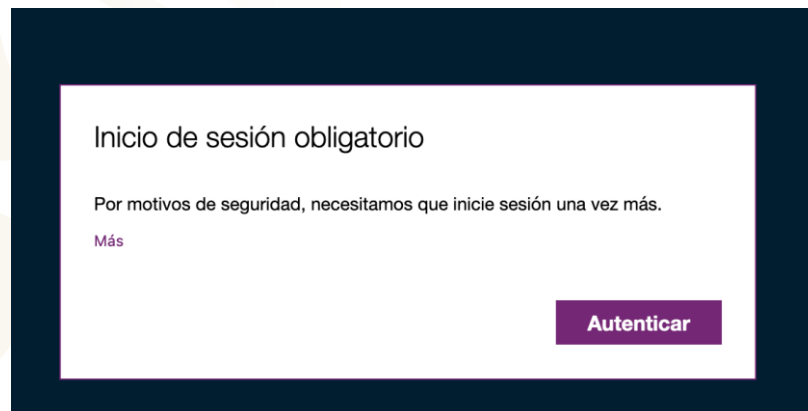 Inicio de sesión obligatorio
Por motivos de seguridad, necesitamos que inicie sesión una vez más.
Más
Autenticar